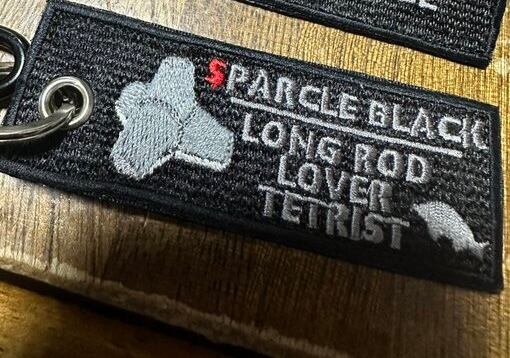 SPARCLE BLACK
LONG ROD
LOVER
TETRIST